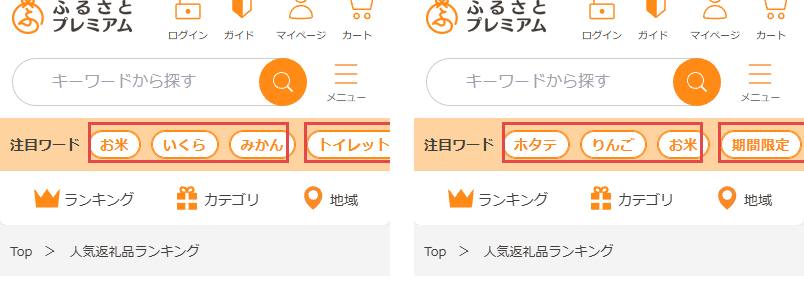 ふるさと
プレミアム
ログイン ガイド マイページ カート
キーワードから探す
メニュー
注目ワード お米 いくら みかん トイレット
ランキング カテゴリ 地域
Top > 人気返礼品ランキング
ふるさと
プレミアム
ログイン ガイド マイページ カート
キーワードから探す
メニュー
注目ワード ホタテ りんご お米 期間限定
ランキング カテゴリ 地域
Top > 人気返礼品ランキング